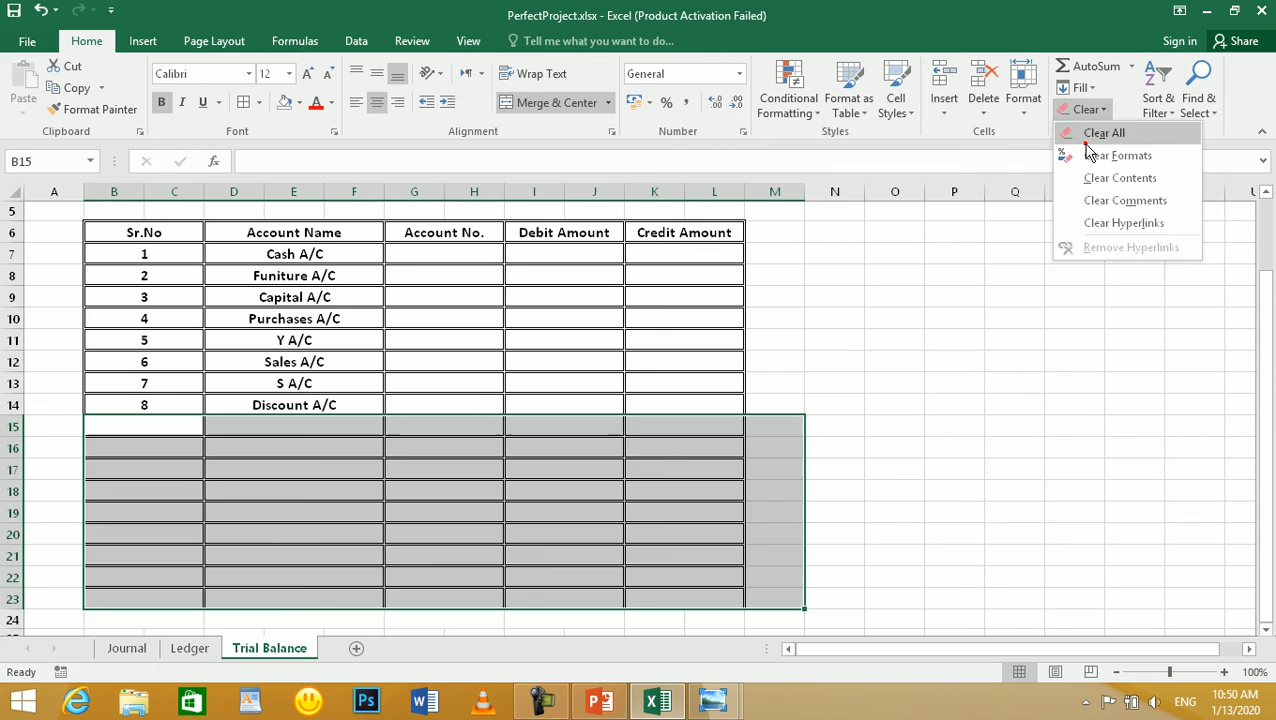 PerfectProject.xlsx - Excel (Product Activation Failed)
File Home Insert Page Layout Formulas Data Review View Tell me what you want to do... Sign in Share
Paste Cut Copy Format Painter Clipboard
Calibri 12 B I U A A A Font
Wrap Text Merge & Center Alignment
General % , Number
Conditional Formatting Format as Table Cell Styles Styles
Insert Delete Format Cells
AutoSum Fill Clear Sort & Filter Find & Select
Clear All
Clear Formats
Clear Contents
Clear Comments
Clear Hyperlinks
Remove Hyperlinks
B15 fx
A B C D E F G H I J K L M N O P Q U
5
6 Sr.No Account Name Account No. Debit Amount Credit Amount
7 1 Cash A/C
8 2 Funiture A/C
9 3 Capital A/C
10 4 Purchases A/C
11 5 Y A/C
12 6 Sales A/C
13 7 S A/C
14 8 Discount A/C
15
16
17
18
19
20
21
22
23
24
Journal Ledger Trial Balance
Ready 100%
Ps ENG 10:50 AM
1/13/2020